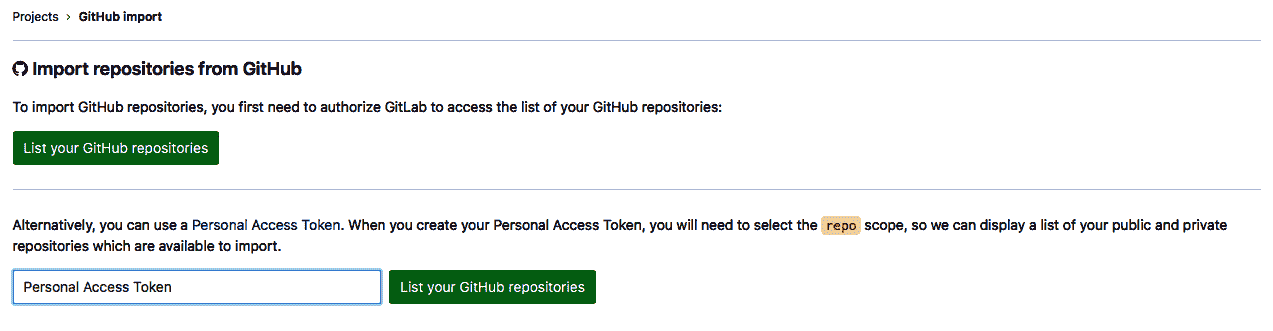 Projects › GitHub import
Import repositories from GitHub
To import GitHub repositories, you first need to authorize GitLab to access the list of your GitHub repositories:
List your GitHub repositories
Alternatively, you can use a Personal Access Token. When you create your Personal Access Token, you will need to select the repo scope, so we can display a list of your public and private
repositories which are available to import.
Personal Access Token List your GitHub repositories